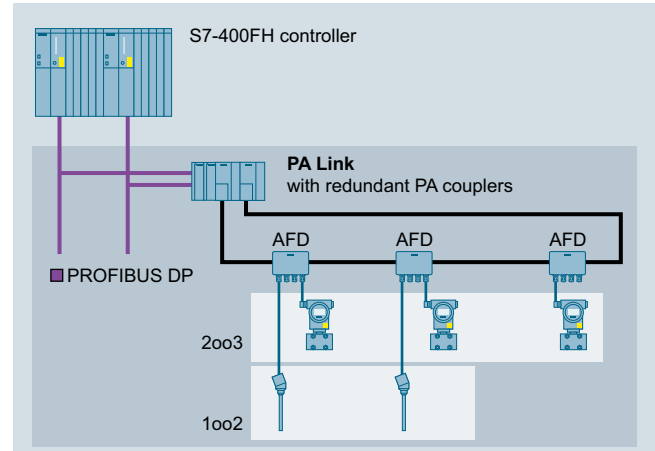 S7-400FH controller
PA Link
with redundant PA couplers
AFD AFD AFD
PROFIBUS DP
2oo3
1oo2